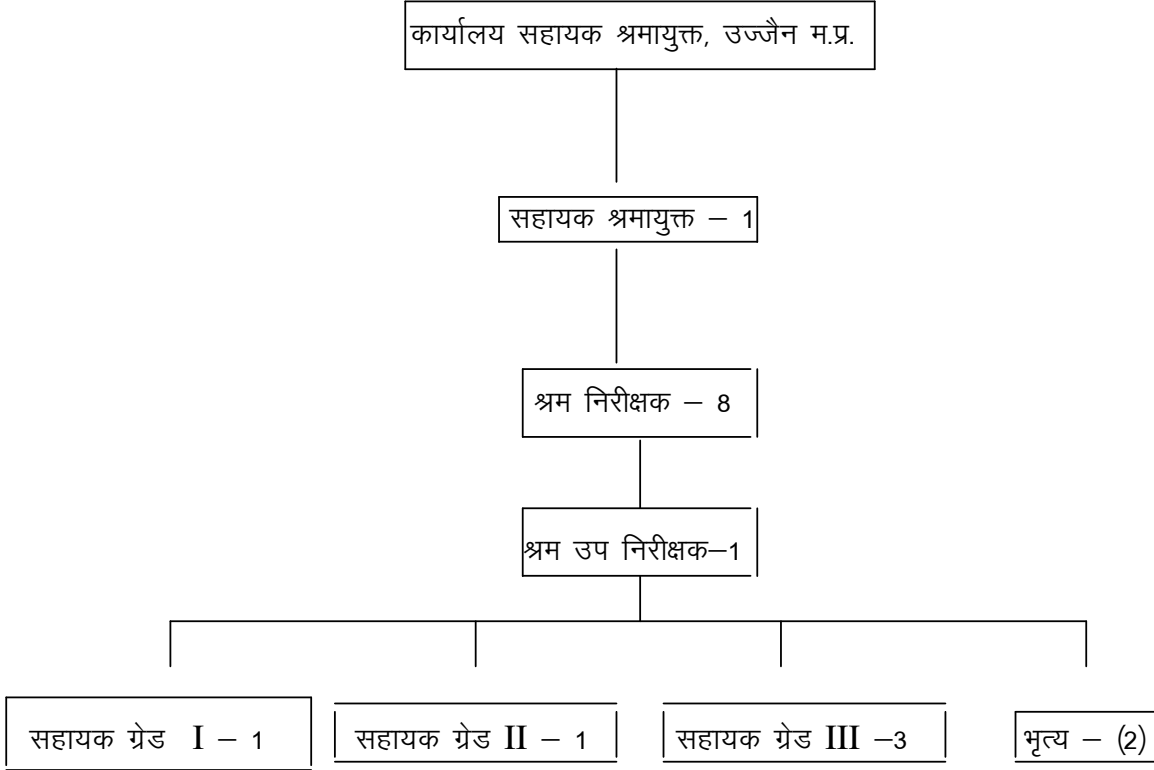 कार्यालय सहायक श्रमायुक्त, उज्जैन म.प्र.
सहायक श्रमायुक्त – 1
श्रम निरीक्षक – 8
श्रम उप निरीक्षक–1
सहायक ग्रेड I – 1
सहायक ग्रेड II – 1
सहायक ग्रेड III –3
भृत्य – (2)